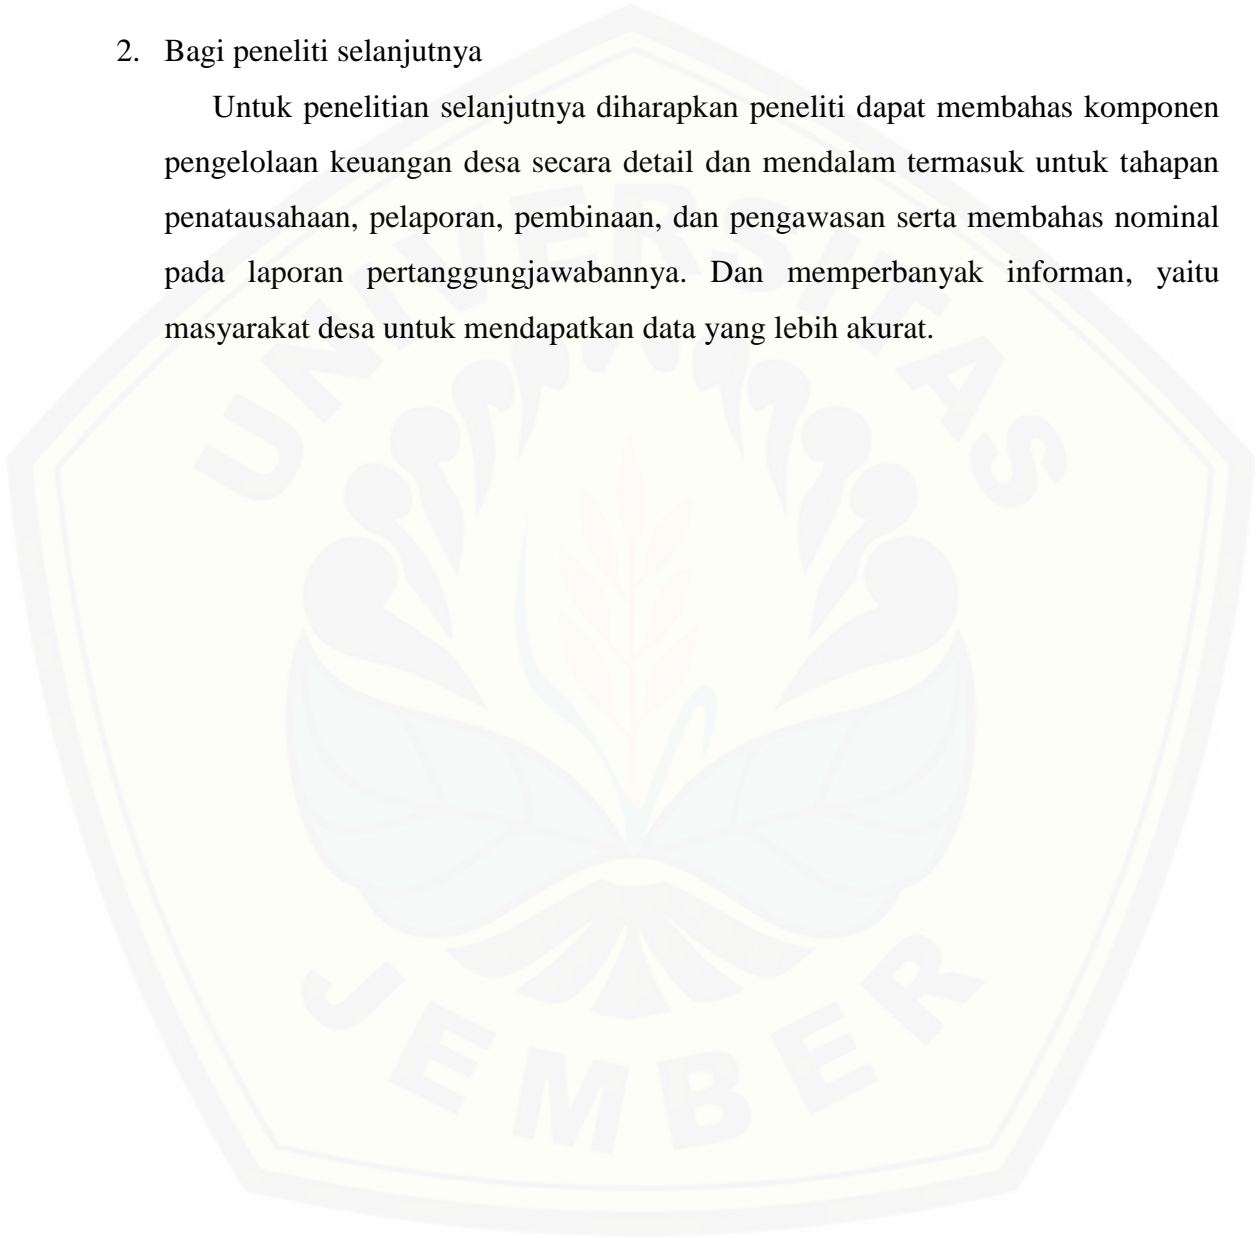 2. Bagi peneliti selanjutnya
Untuk penelitian selanjutnya diharapkan peneliti dapat membahas komponen
pengelolaan keuangan desa secara detail dan mendalam termasuk untuk tahapan
penatausahaan, pelaporan, pembinaan, dan pengawasan serta membahas nominal
pada laporan pertanggungjawabannya. Dan memperbanyak informan, yaitu
masyarakat desa untuk mendapatkan data yang lebih akurat.
UNIVERSITAS
JEMBER